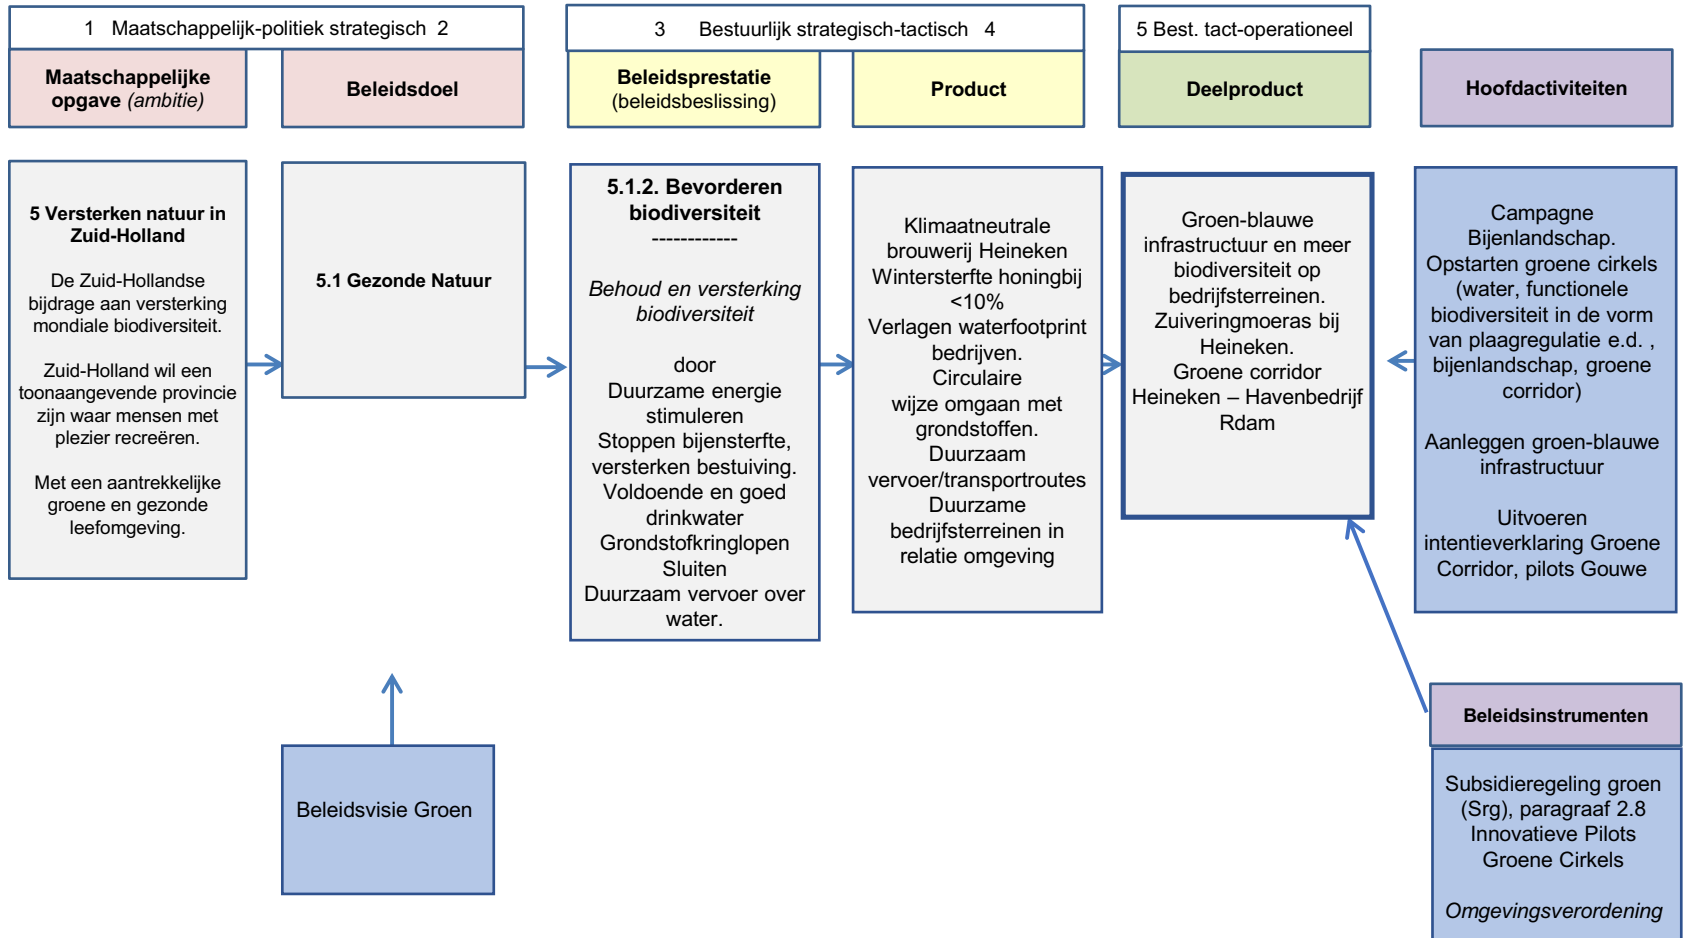 1 Maatschappelijk-politiek strategisch 2
3 Bestuurlijk strategisch-tactisch 4
5 Best. tact-operationeel
Maatschappelijke
opgave (ambitie)
Beleidsdoel
Beleidsprestatie
(beleidsbeslissing)
Product
Deelproduct
Hoofdactiviteiten
5 Versterken natuur in
Zuid-Holland
De Zuid-Hollandse
bijdrage aan versterking
mondiale biodiversiteit.
Zuid-Holland wil een
toonaangevende provincie
zijn waar mensen met
plezier recreëren.
Met een aantrekkelijke
groene en gezonde
leefomgeving.
5.1 Gezonde Natuur
5.1.2. Bevorderen
biodiversiteit
------------
Behoud en versterking
biodiversiteit
door
Duurzame energie
stimuleren
Stoppen bijensterfte,
versterken bestuiving.
Voldoende en goed
drinkwater
Grondstofkringlopen
Sluiten
Duurzaam vervoer over
water.
Klimaatneutrale
brouwerij Heineken
Wintersterfte honingbij
<10%
Verlagen waterfootprint
bedrijven.
Circulaire
wijze omgaan met
grondstoffen.
Duurzaam
vervoer/transportroutes
Duurzame
bedrijfsterreinen in
relatie omgeving
Groen-blauwe
infrastructuur en meer
biodiversiteit op
bedrijfsterreinen.
Zuiveringmoeras bij
Heineken.
Groene corridor
Heineken – Havenbedrijf
Rdam
Campagne
Bijenlandschap.
Opstarten groene cirkels
(water, functionele
biodiversiteit in de vorm
van plaagregulatie e.d. ,
bijenlandschap, groene
corridor)
Aanleggen groen-blauwe
infrastructuur
Uitvoeren
intentieverklaring Groene
Corridor, pilots Gouwe
Beleidsvisie Groen
Beleidsinstrumenten
Subsidieregeling groen
(Srg), paragraaf 2.8
Innovatieve Pilots
Groene Cirkels
Omgevingsverordening